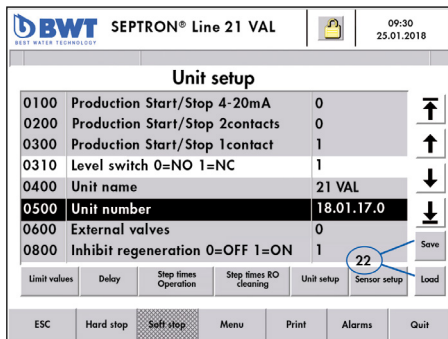 BWT
BEST WATER TECHNOLOGY
SEPTRON® Line 21 VAL
09:30
25.01.2018
Unit setup
0100 Production Start/Stop 4-20mA 0
0200 Production Start/Stop 2contacts 0
0300 Production Start/Stop 1contact 1
0310 Level switch 0=NO 1=NC 1
0400 Unit name 21 VAL
0500 Unit number 18.01.17.0
0600 External valves 0
0800 Inhibit regeneration 0=OFF 1=ON 1
22
Save
Limit values Delay Step times Operation Step times RO cleaning Unit setup Sensor setup Load
ESC Hard stop Soft stop Menu Print Alarms Quit